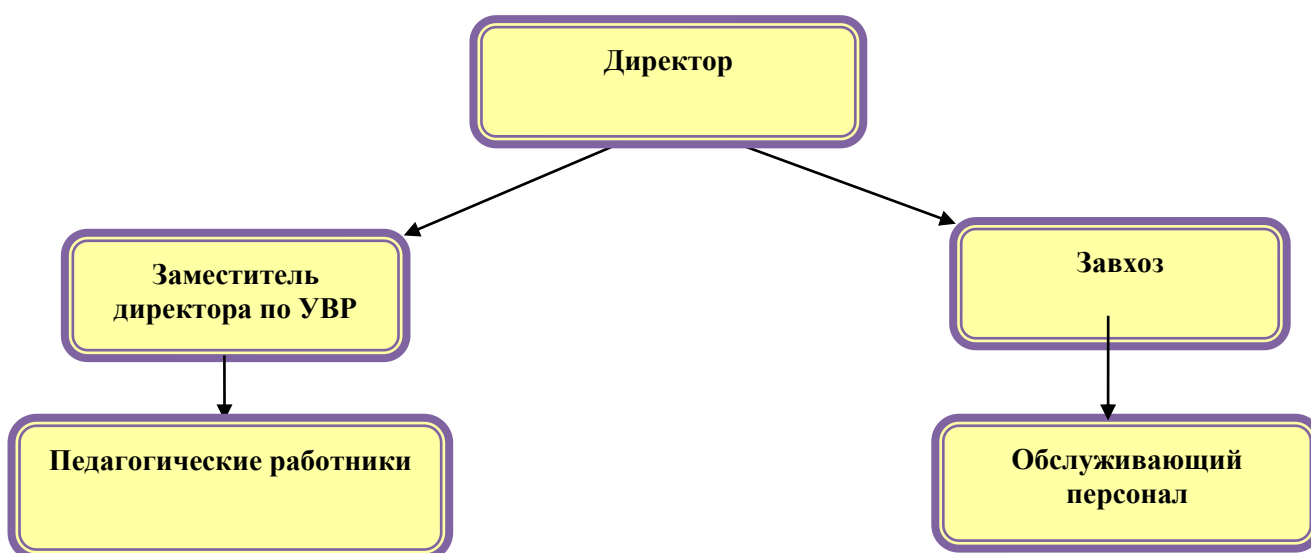 Директор
Заместитель
директора по УВР
Завхоз
Педагогические работники
Обслуживающий
персонал